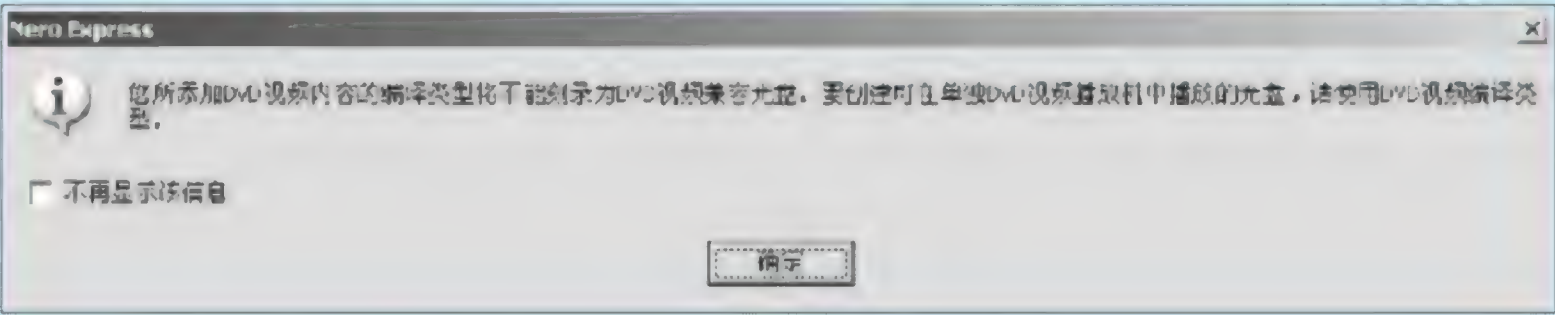 Nero Express
您所添加DVD视频内容的编译类型将不能刻录为DVD视频兼容光盘。要创建可在单独DVD视频播放机中播放的光盘，请使用DVD视频编译类
型。
不再显示该信息
确定